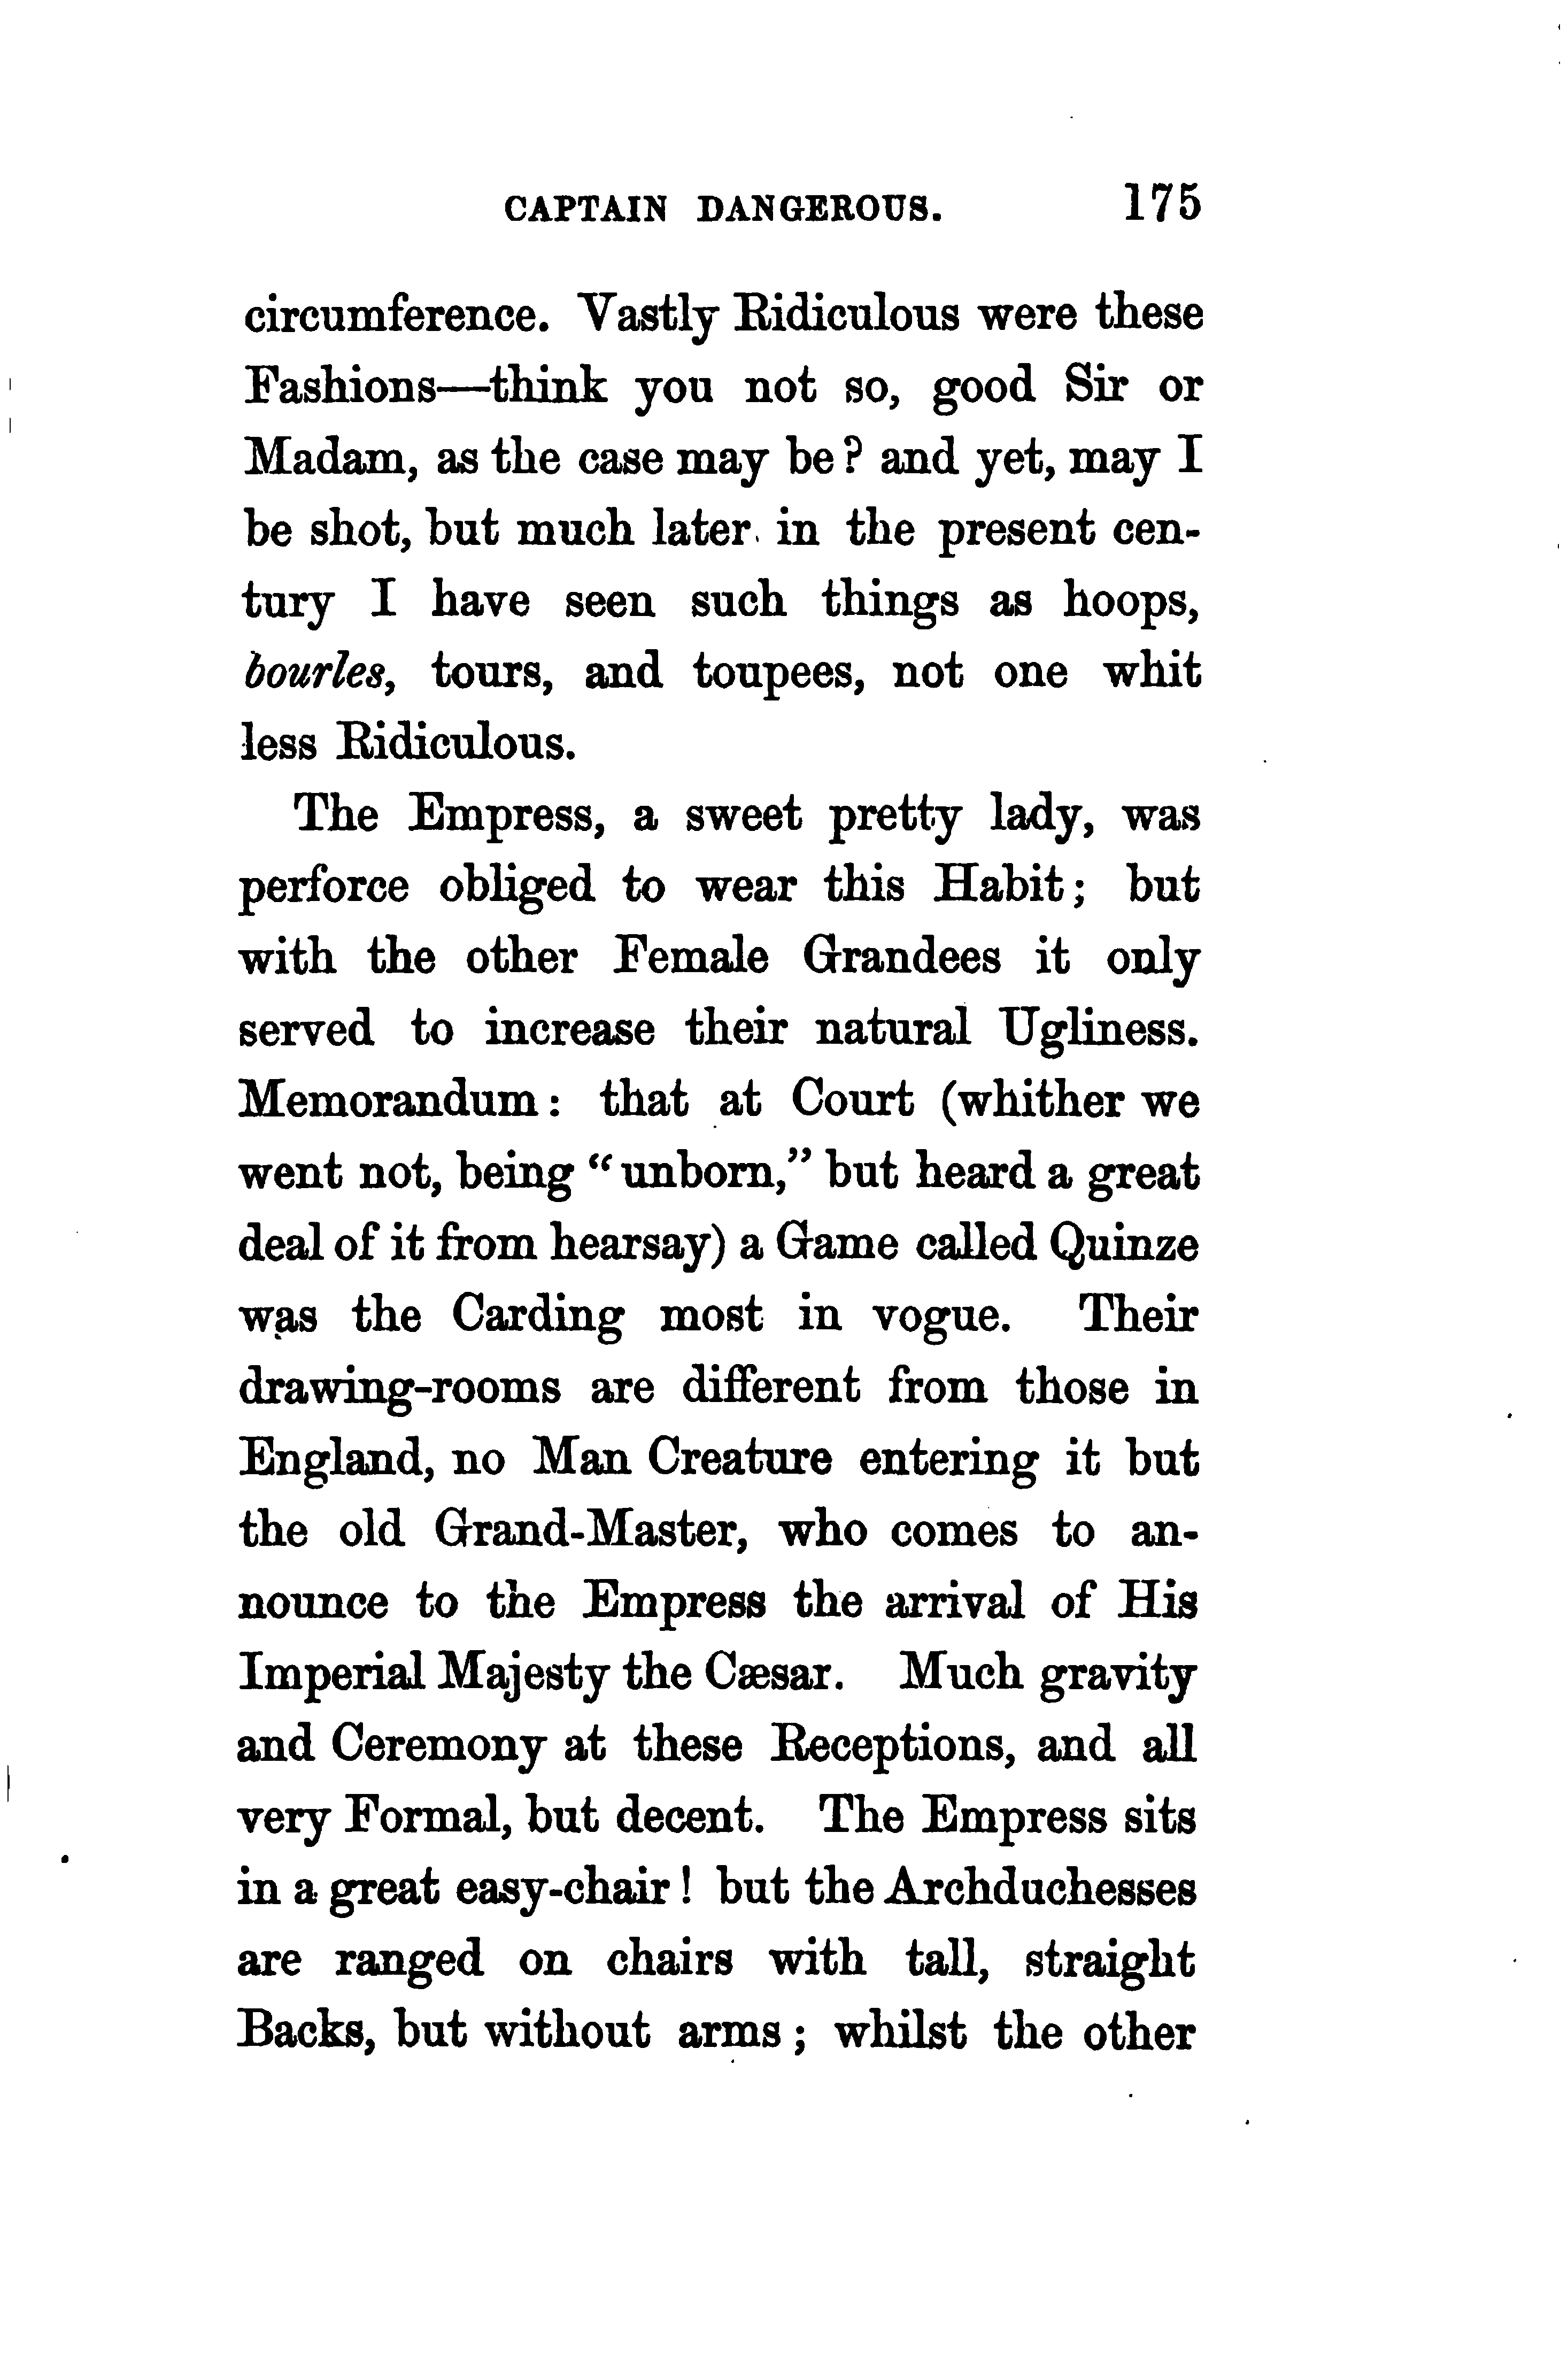 CAPTAIN DANGEROUS. 175
circumference. Vastly Ridiculous were these
Fashions—think you not so, good Sir or
Madam, as the case may be? and yet, may I
be shot, but much later in the present cen-
tury I have seen such things as hoops,
bourles, tours, and toupees, not one whit
less Ridiculous.
The Empress, a sweet pretty lady, was
perforce obliged to wear this Habit; but
with the other Female Grandees it only
served to increase their natural Ugliness.
Memorandum: that at Court (whither we
went not, being "unborn," but heard a great
deal of it from hearsay) a Game called Quinze
was the Carding most in vogue. Their
drawing-rooms are different from those in
England, no Man Creature entering it but
the old Grand-Master, who comes to an-
nounce to the Empress the arrival of His
Imperial Majesty the Cæsar. Much gravity
and Ceremony at these Receptions, and all
very Formal, but decent. The Empress sits
in a great easy-chair! but the Archduchesses
are ranged on chairs with tall, straight
Backs, but without arms; whilst the other